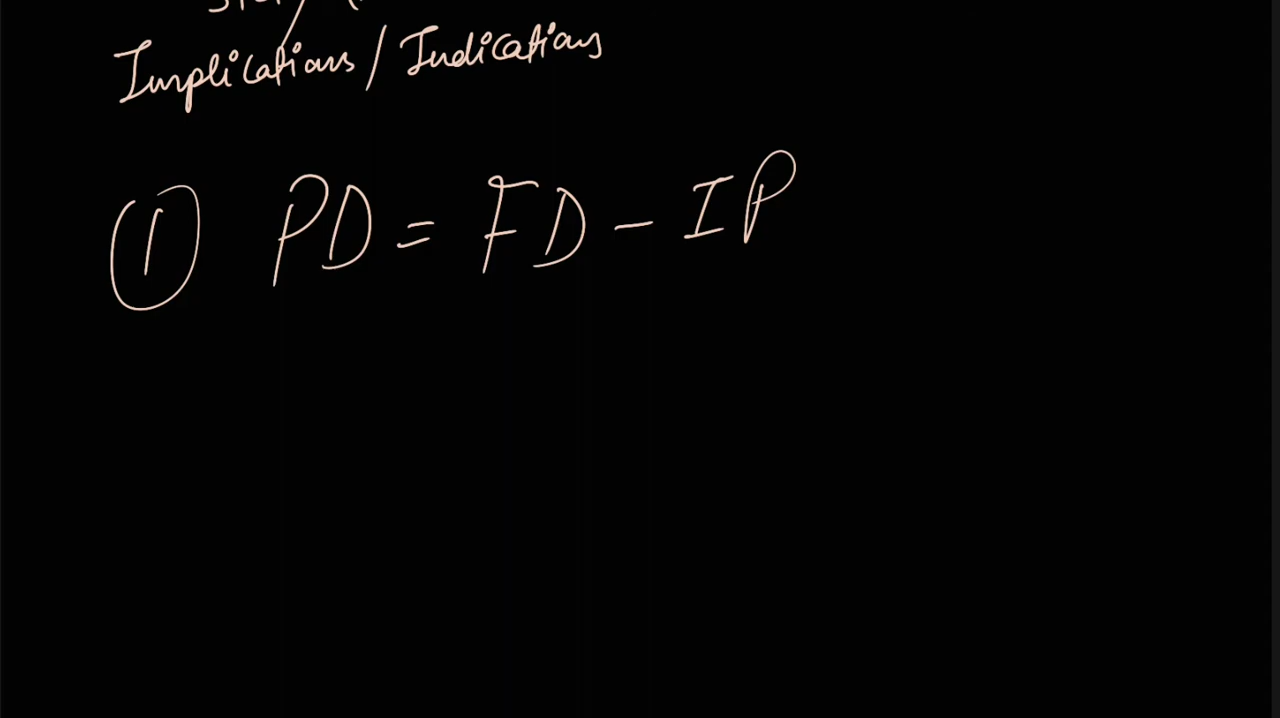 Implications / Indications
① PD = FD - IP